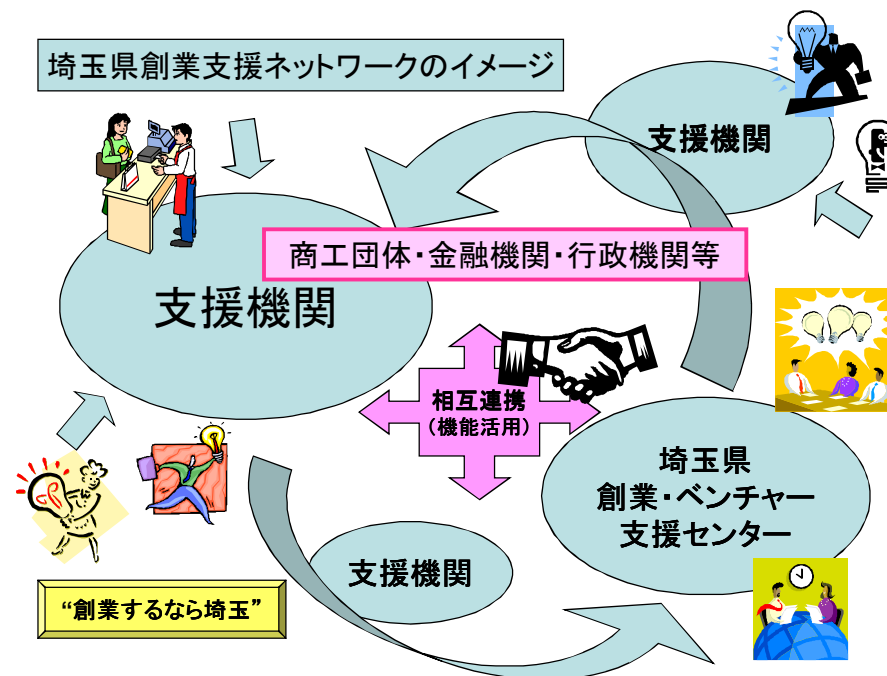 埼玉県創業支援ネットワークのイメージ
支援機関
商工団体・金融機関・行政機関等
支援機関
相互連携
（機能活用）
埼玉県
創業・ベンチャー
支援センター
支援機関
“創業するなら埼玉”